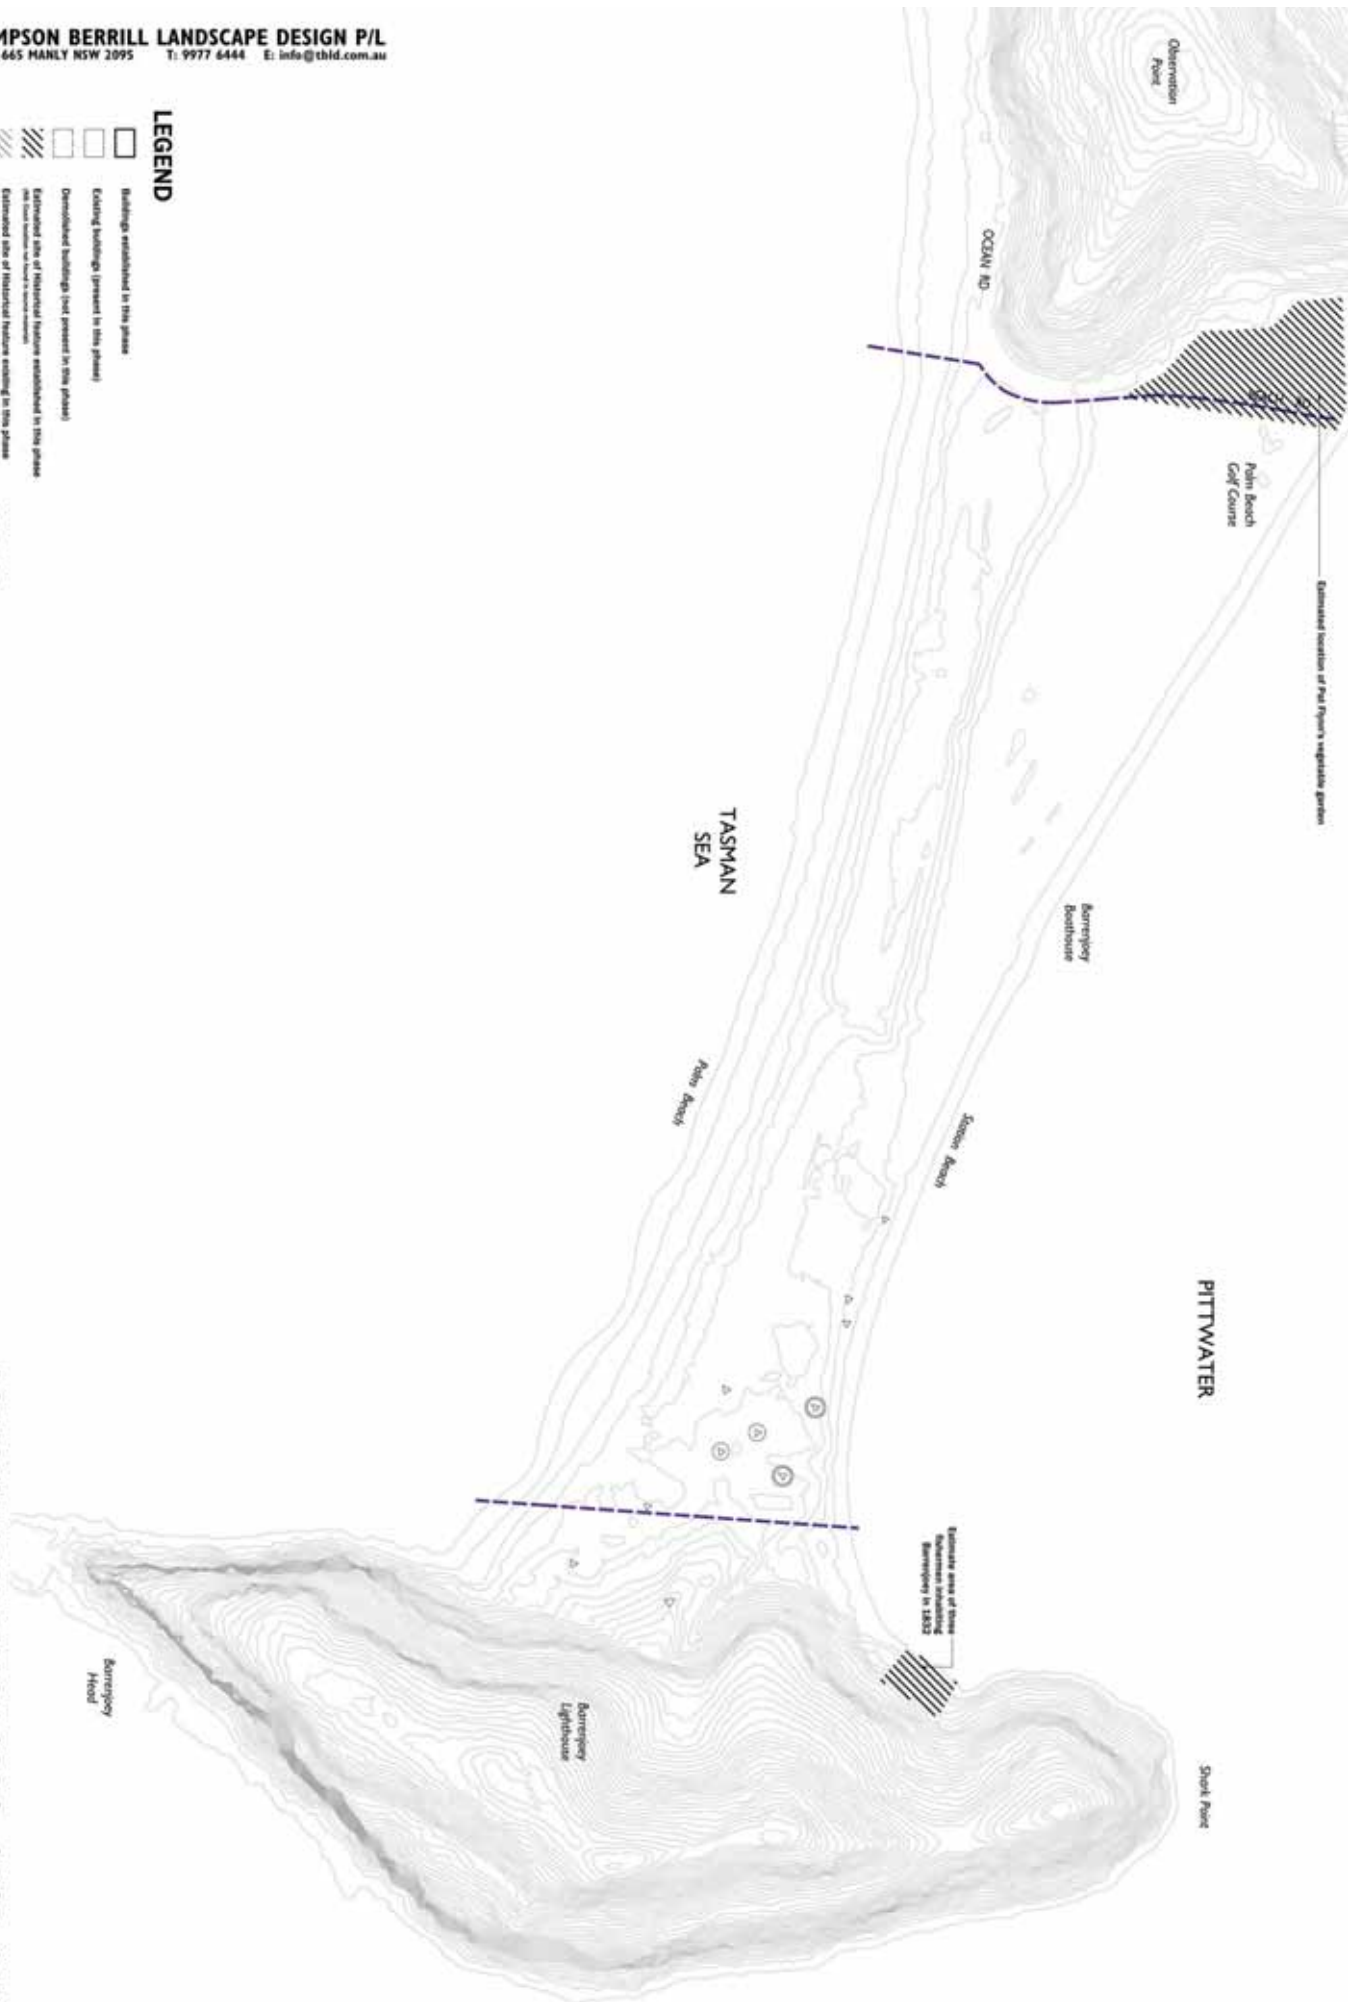 MPSON BERRILL LANDSCAPE DESIGN P/L
665 MANLY NSW 2095 T: 9977 6444 E: info@tbld.com.au
LEGEND
Buildings established in this phase
Existing buildings (present in this phase)
Demolished buildings (not present in this phase)
Estimated site of Historical feature established in this phase
Estimated site of Historical feature existing in this phase
Observation
Point
OCEAN RD
Palm Beach
Golf Course
Estimated location of Pat Flynn's vegetable garden
TASMAN
SEA
Barrenjoey
Boathouse
Palm Beach
Station Beach
PITTWATER
Estimate area of three
fishermen inhabiting
Barrenjoey in 1832
Barrenjoey
Head
Barrenjoey
Lighthouse
Shark Point